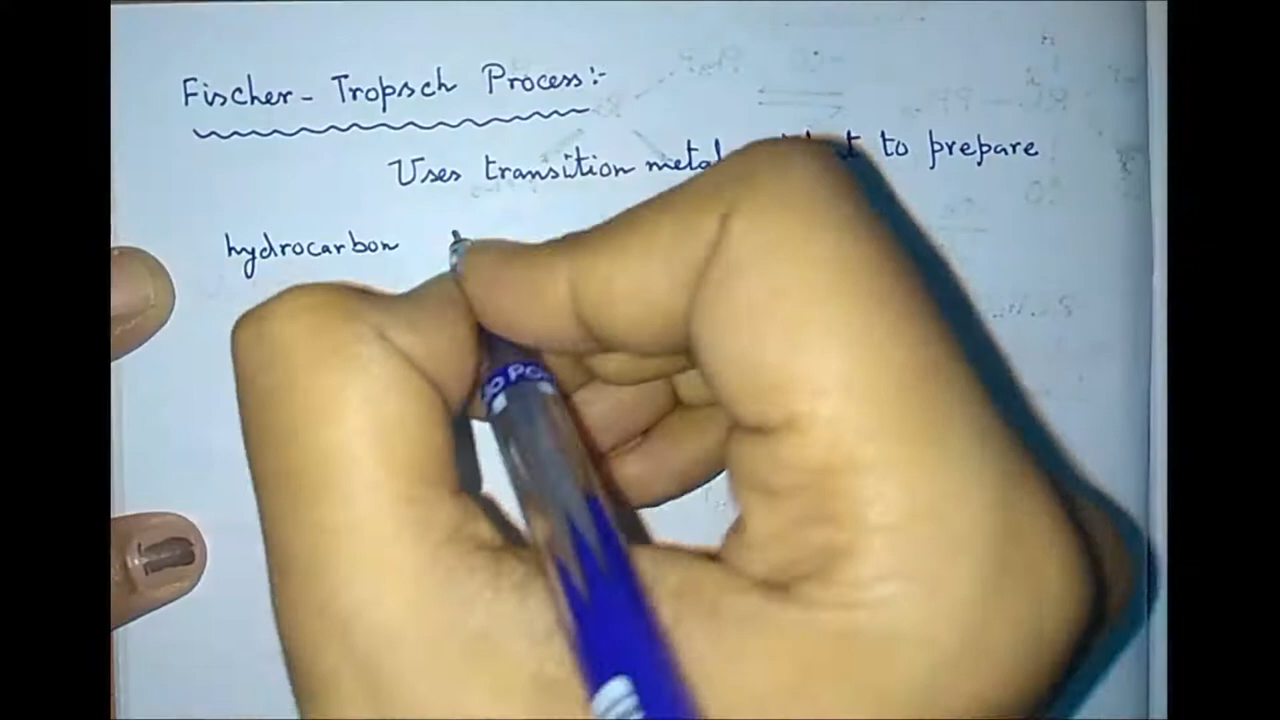 Fischer - Tropsch Process:-
Uses transition metal to prepare
hydrocarbon